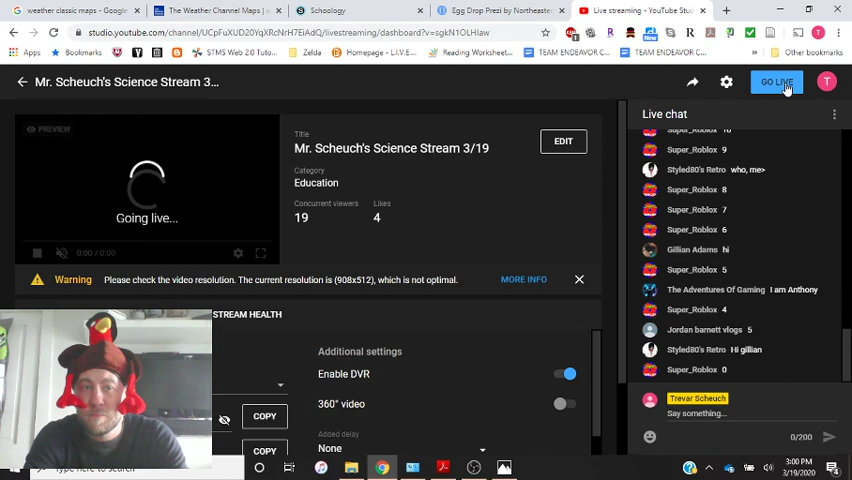 weather classic maps - Google
The Weather Channel Maps |
Schoology
Egg Drop Prezi by Northeaster
Live streaming - YouTube Stud
studio.youtube.com/channel/UCpFuXUD20YqXRcNrH7EiAdQ/livestreaming/dashboard?v=sgkN1OLHIaw
Apps
STMS Web 2.0 Tutor...
Zelda
Homepage - L.I.V.E...
Reading Worksheet...
TEAM ENDEAVOR C...
TEAM ENDEAVOR C...
Other bookmarks
Mr. Scheuch's Science Stream 3...
GO LIVE
T
PREVIEW
Going live...
0:00 / 0:00
Title
Mr. Scheuch's Science Stream 3/19
EDIT
Category
Education
Concurrent viewers
Likes
19
4
Warning
Please check the video resolution. The current resolution is (908x512), which is not optimal.
MORE INFO
STREAM HEALTH
COPY
COPY
Additional settings
Enable DVR
360° video
Added delay
None
Live chat
Super_Roblox 10
Super_Roblox 9
Styled80's Retro who, me>
Super_Roblox 8
Super_Roblox 7
Super_Roblox 6
Gillian Adams hi
Super_Roblox 5
The Adventures Of Gaming I am Anthony
Super_Roblox 4
Jordan barnett vlogs 5
Styled80's Retro Hi gillian
Super_Roblox 0
Trevar Scheuch
Say something...
0/200
Type here to search
3:00 PM
3/19/2020